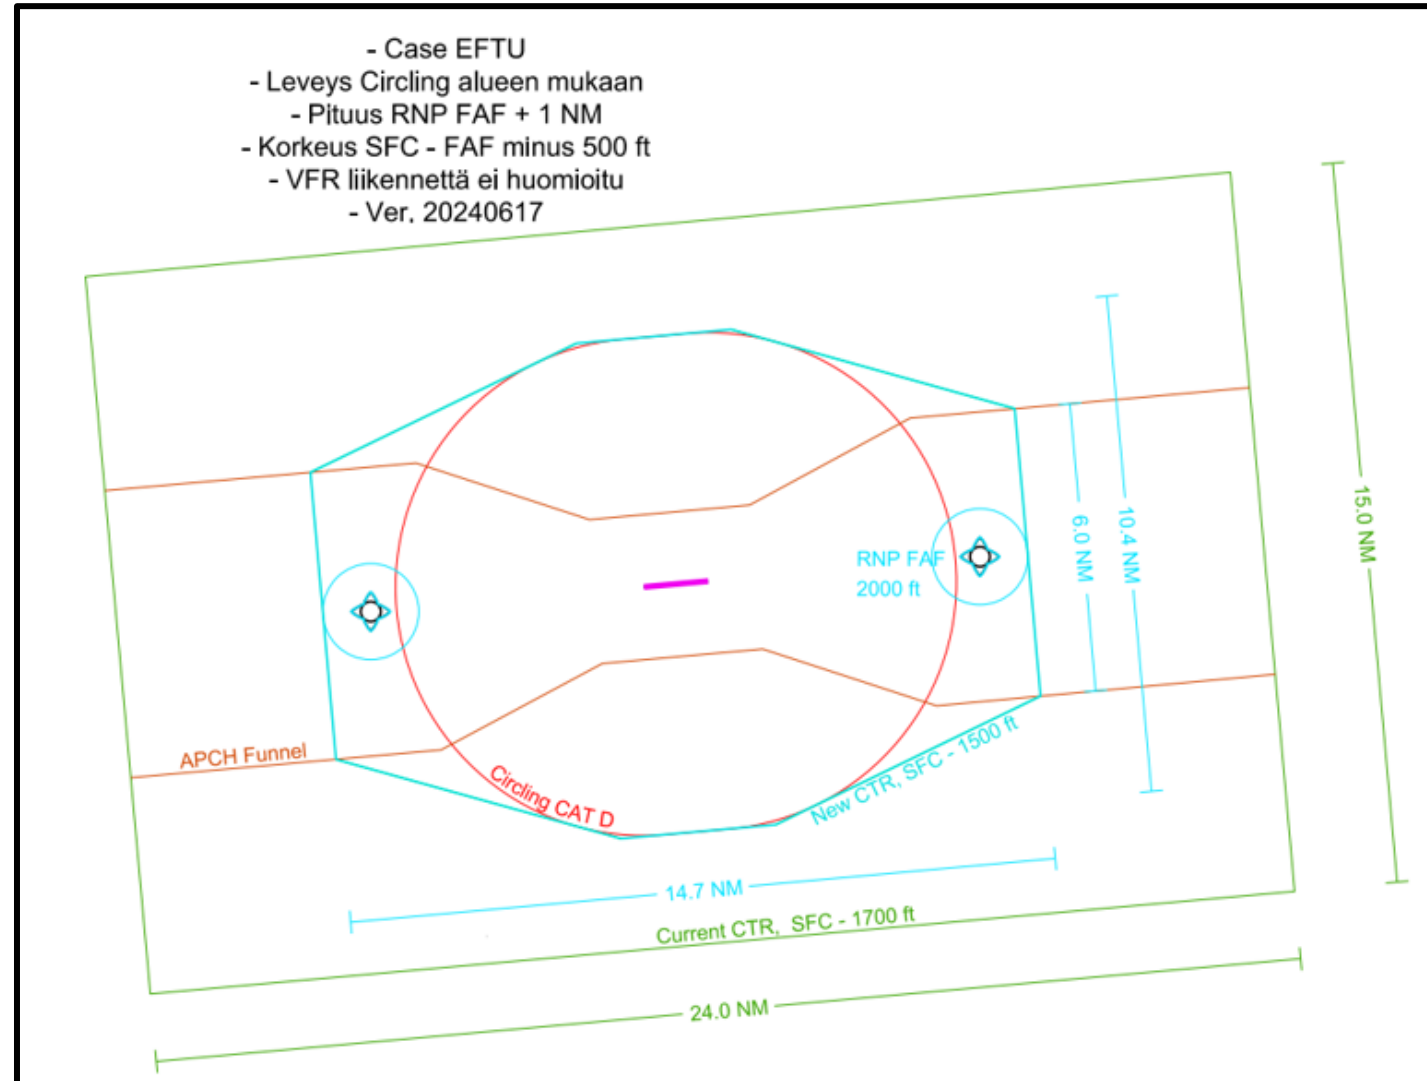 - Case EFTU
- Leveys Circling alueen mukaan
- Pituus RNP FAF + 1 NM
- Korkeus SFC - FAF minus 500 ft
- VFR liikennettä ei huomioitu
- Ver. 20240617
15.0 NM
10.4 NM
6.0 NM
RNP FAF
2000 ft
APCH Funnel
Circling CAT D
New CTR, SFC - 1500 ft
14.7 NM
Current CTR, SFC - 1700 ft
24.0 NM